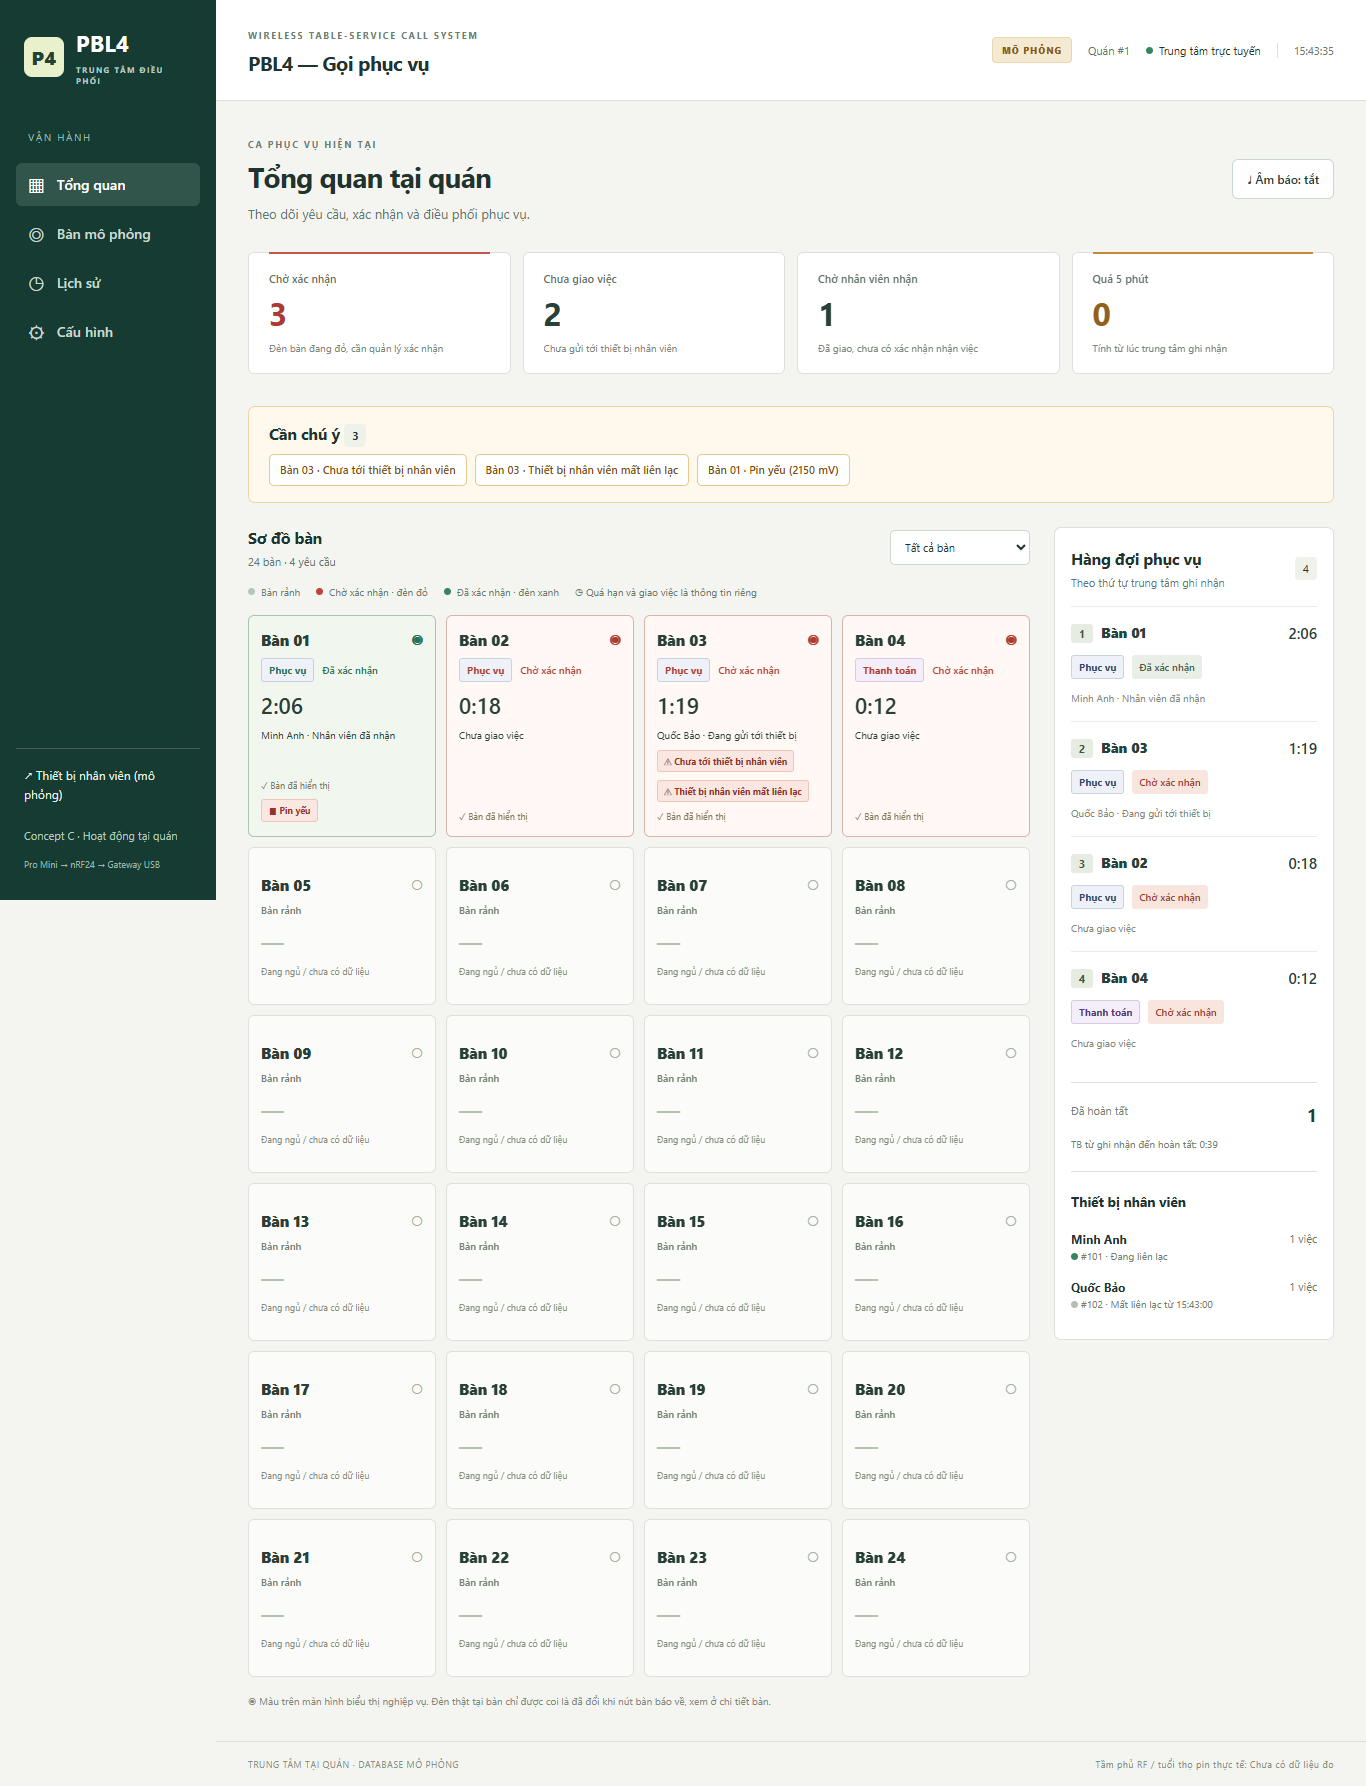 P4
PBL4
TRUNG TÂM ĐIỀU
PHỐI
VẬN HÀNH
Tổng quan
Bàn mô phỏng
Lịch sử
Cấu hình
↗ Thiết bị nhân viên (mô
phỏng)
Concept C · Hoạt động tại quán
Pro Mini → nRF24 → Gateway USB
WIRELESS TABLE-SERVICE CALL SYSTEM
PBL4 — Gọi phục vụ
MÔ PHỎNG
Quán #1
Trung tâm trực tuyến
15:43:35
CA PHỤC VỤ HIỆN TẠI
Tổng quan tại quán
Theo dõi yêu cầu, xác nhận và điều phối phục vụ.
♩ Âm báo: tắt
Chờ xác nhận
3
Đèn bàn đang đỏ, cần quản lý xác nhận
Chưa giao việc
2
Chưa gửi tới thiết bị nhân viên
Chờ nhân viên nhận
1
Đã giao, chưa có xác nhận nhận việc
Quá 5 phút
0
Tính từ lúc trung tâm ghi nhận
Cần chú ý 3
Bàn 03 · Chưa tới thiết bị nhân viên
Bàn 03 · Thiết bị nhân viên mất liên lạc
Bàn 01 · Pin yếu (2150 mV)
Sơ đồ bàn
24 bàn · 4 yêu cầu
Tất cả bàn
Bàn rảnh
Chờ xác nhận · đèn đỏ
Đã xác nhận · đèn xanh
◷ Quá hạn và giao việc là thông tin riêng
Bàn 01
Phục vụ Đã xác nhận
2:06
Minh Anh · Nhân viên đã nhận
✓ Bàn đã hiển thị
Pin yếu
Bàn 02
Phục vụ Chờ xác nhận
0:18
Chưa giao việc
✓ Bàn đã hiển thị
Bàn 03
Phục vụ Chờ xác nhận
1:19
Quốc Bảo · Đang gửi tới thiết bị
⚠ Chưa tới thiết bị nhân viên
⚠ Thiết bị nhân viên mất liên lạc
✓ Bàn đã hiển thị
Bàn 04
Thanh toán Chờ xác nhận
0:12
Chưa giao việc
✓ Bàn đã hiển thị
Bàn 05
Bàn rảnh
—
Đang ngủ / chưa có dữ liệu
Bàn 06
Bàn rảnh
—
Đang ngủ / chưa có dữ liệu
Bàn 07
Bàn rảnh
—
Đang ngủ / chưa có dữ liệu
Bàn 08
Bàn rảnh
—
Đang ngủ / chưa có dữ liệu
Bàn 09
Bàn rảnh
—
Đang ngủ / chưa có dữ liệu
Bàn 10
Bàn rảnh
—
Đang ngủ / chưa có dữ liệu
Bàn 11
Bàn rảnh
—
Đang ngủ / chưa có dữ liệu
Bàn 12
Bàn rảnh
—
Đang ngủ / chưa có dữ liệu
Bàn 13
Bàn rảnh
—
Đang ngủ / chưa có dữ liệu
Bàn 14
Bàn rảnh
—
Đang ngủ / chưa có dữ liệu
Bàn 15
Bàn rảnh
—
Đang ngủ / chưa có dữ liệu
Bàn 16
Bàn rảnh
—
Đang ngủ / chưa có dữ liệu
Bàn 17
Bàn rảnh
—
Đang ngủ / chưa có dữ liệu
Bàn 18
Bàn rảnh
—
Đang ngủ / chưa có dữ liệu
Bàn 19
Bàn rảnh
—
Đang ngủ / chưa có dữ liệu
Bàn 20
Bàn rảnh
—
Đang ngủ / chưa có dữ liệu
Bàn 21
Bàn rảnh
—
Đang ngủ / chưa có dữ liệu
Bàn 22
Bàn rảnh
—
Đang ngủ / chưa có dữ liệu
Bàn 23
Bàn rảnh
—
Đang ngủ / chưa có dữ liệu
Bàn 24
Bàn rảnh
—
Đang ngủ / chưa có dữ liệu
◉ Màu trên màn hình biểu thị nghiệp vụ. Đèn thật tại bàn chỉ được coi là đã đổi khi nút bàn báo về, xem ở chi tiết bàn.
Hàng đợi phục vụ
Theo thứ tự trung tâm ghi nhận
4
1 Bàn 01 2:06
Phục vụ Đã xác nhận
Minh Anh · Nhân viên đã nhận
2 Bàn 03 1:19
Phục vụ Chờ xác nhận
Quốc Bảo · Đang gửi tới thiết bị
3 Bàn 02 0:18
Phục vụ Chờ xác nhận
Chưa giao việc
4 Bàn 04 0:12
Thanh toán Chờ xác nhận
Chưa giao việc
Đã hoàn tất 1
TB từ ghi nhận đến hoàn tất: 0:39
Thiết bị nhân viên
Minh Anh 1 việc
#101 · Đang liên lạc
Quốc Bảo 1 việc
#102 · Mất liên lạc từ 15:43:00
TRUNG TÂM TẠI QUÁN · DATABASE MÔ PHỎNG
Tầm phủ RF / tuổi thọ pin thực tế: Chưa có dữ liệu đo